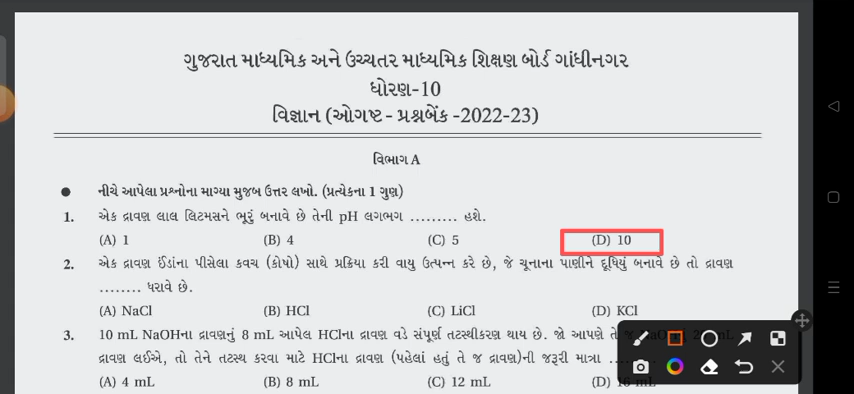 ગુજરાત માધ્યમિક અને ઉચ્ચતર માધ્યમિક શિક્ષણ બોર્ડ ગાંધીનગર
ધોરણ-10
વિજ્ઞાન (ઓગષ્ટ - પ્રશ્નબેંક -2022-23)
વિભાગ A
● નીચે આપેલા પ્રશ્નોના માગ્યા મુજબ ઉત્તર લખો. (પ્રત્યેકના 1 ગુણ)
1. એક દ્રાવણ લાલ લિટમસને ભૂરું બનાવે છે તેની pH લગભગ ......... હશે.
(A) 1 (B) 4 (C) 5 (D) 10
2. એક દ્રાવણ ઈંડાંના પીસેલા કવચ (કોષો) સાથે પ્રક્રિયા કરી વાયુ ઉત્પન્ન કરે છે, જે ચૂનાના પાણીને દૂધિયું બનાવે છે તો દ્રાવણ
........ ધરાવે છે.
(A) NaCl (B) HCl (C) LiCl (D) KCl
3. 10 mL NaOHના દ્રાવણનું 8 mL આપેલ HClના દ્રાવણ વડે સંપૂર્ણ તટસ્થીકરણ થાય છે. જો આપણે તે
દ્રાવણ લઈએ, તો તેને તટસ્થ કરવા માટે HClના દ્રાવણ (પહેલાં હતું તે જ દ્રાવણ)ની જરૂરી માત્રા
(A) 4 mL (B) 8 mL (C) 12 mL (D) 16 mL